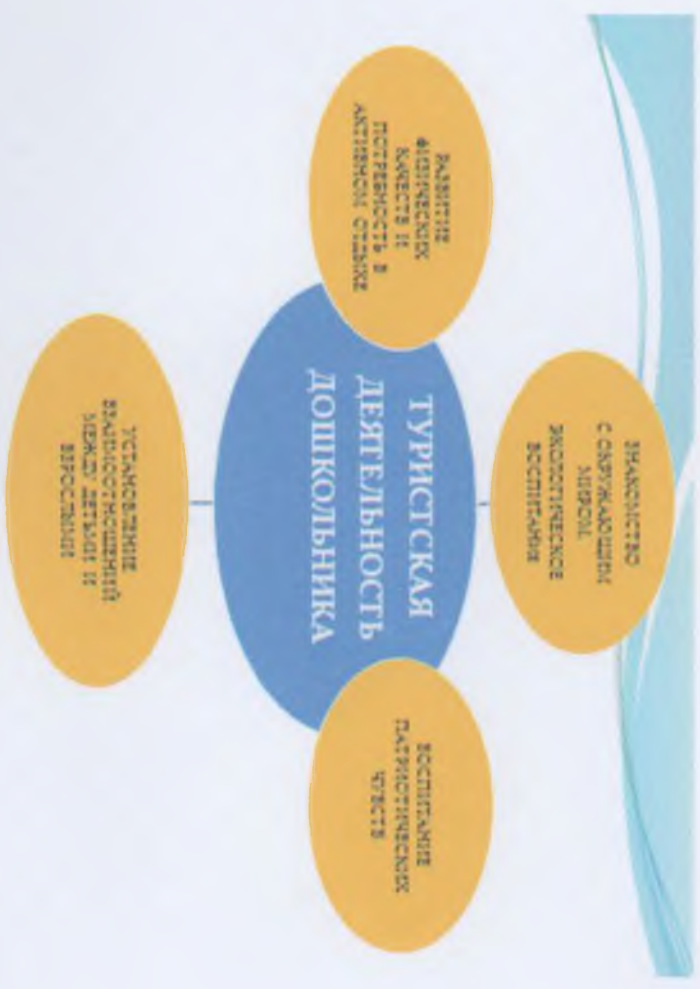 ЗНАКОМСТВО
С ОКРУЖАЮЩИМ
МИРОМ.
ЭКОЛОГИЧЕСКОЕ
ВОСПИТАНИЕ
РАЗВИТИЕ
ФИЗИЧЕСКИХ
КАЧЕСТВ И
ПОТРЕБНОСТЬ В
АКТИВНОМ ОТДЫХЕ
ТУРИСТСКАЯ
ДЕЯТЕЛЬНОСТЬ
ДОШКОЛЬНИКА
ВОСПИТАНИЕ
ПАТРИОТИЧЕСКИХ
ЧУВСТВ
УСТАНОВЛЕНИЕ
ВЗАИМООТНОШЕНИЙ
МЕЖДУ ДЕТЬМИ И
ВЗРОСЛЫМИ